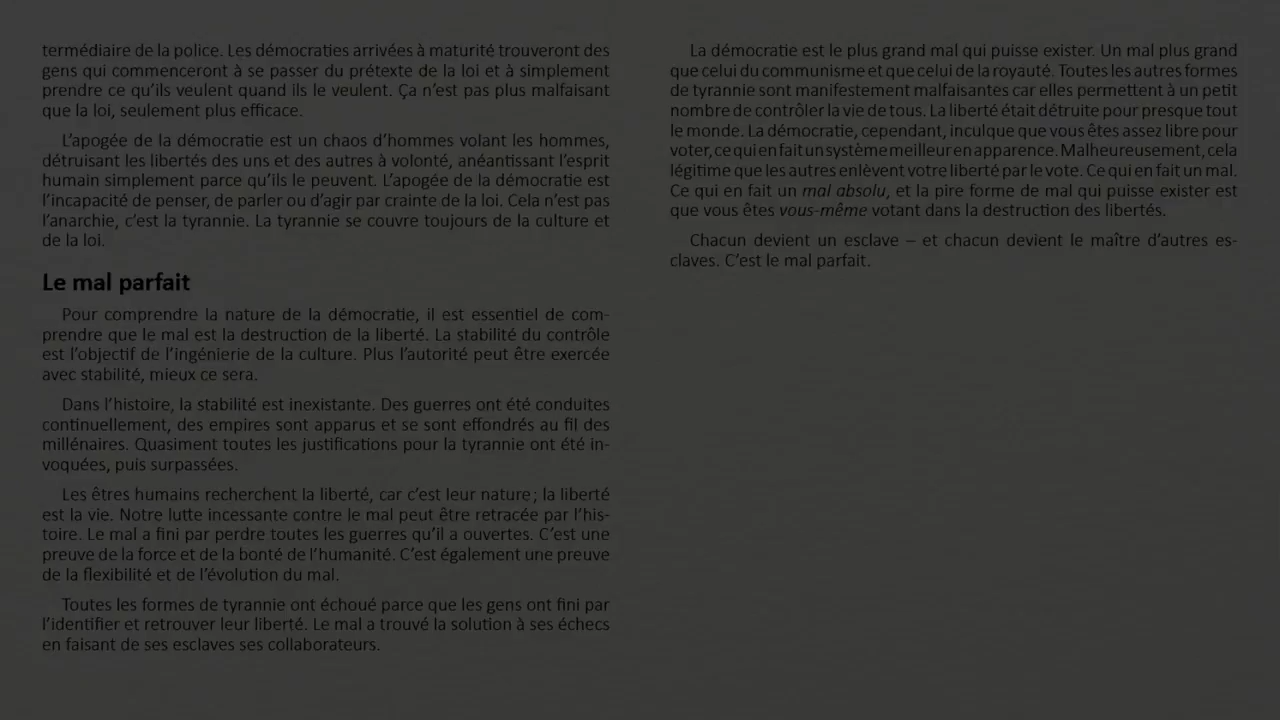 termédiaire de la police. Les démocraties arrivées à maturité trouveront des
gens qui commenceront à se passer du prétexte de la loi et à simplement
prendre ce qu'ils veulent quand ils le veulent. Ça n'est pas plus malfaisant
que la loi, seulement plus efficace.
L'apogée de la démocratie est un chaos d'hommes volant les hommes,
détruisant les libertés des uns et des autres à volonté, anéantissant l'esprit
humain simplement parce qu'ils le peuvent. L'apogée de la démocratie est
l'incapacité de penser, de parler ou d'agir par crainte de la loi. Cela n'est pas
l'anarchie, c'est la tyrannie. La tyrannie se couvre toujours de la culture et
de la loi.
Le mal parfait
Pour comprendre la nature de la démocratie, il est essentiel de com-
prendre que le mal est la destruction de la liberté. La stabilité du contrôle
est l'objectif de l'ingénierie de la culture. Plus l'autorité peut être exercée
avec stabilité, mieux ce sera.
Dans l'histoire, la stabilité est inexistante. Des guerres ont été conduites
continuellement, des empires sont apparus et se sont effondrés au fil des
millénaires. Quasiment toutes les justifications pour la tyrannie ont été in-
voquées, puis surpassées.
Les êtres humains recherchent la liberté, car c'est leur nature ; la liberté
est la vie. Notre lutte incessante contre le mal peut être retracée par l'his-
toire. Le mal a fini par perdre toutes les guerres qu'il a ouvertes. C'est une
preuve de la force et de la bonté de l'humanité. C'est également une preuve
de la flexibilité et de l'évolution du mal.
Toutes les formes de tyrannie ont échoué parce que les gens ont fini par
l'identifier et retrouver leur liberté. Le mal a trouvé la solution à ses échecs
en faisant de ses esclaves ses collaborateurs.
La démocratie est le plus grand mal qui puisse exister. Un mal plus grand
que celui du communisme et que celui de la royauté. Toutes les autres formes
de tyrannie sont manifestement malfaisantes car elles permettent à un petit
nombre de contrôler la vie de tous. La liberté était détruite pour presque tout
le monde. La démocratie, cependant, inculque que vous êtes assez libre pour
voter, ce qui en fait un système meilleur en apparence. Malheureusement, cela
légitime que les autres enlèvent votre liberté par le vote. Ce qui en fait un mal.
Ce qui en fait un mal absolu, et la pire forme de mal qui puisse exister est
que vous êtes vous-même votant dans la destruction des libertés.
Chacun devient un esclave – et chacun devient le maître d'autres es-
claves. C'est le mal parfait.